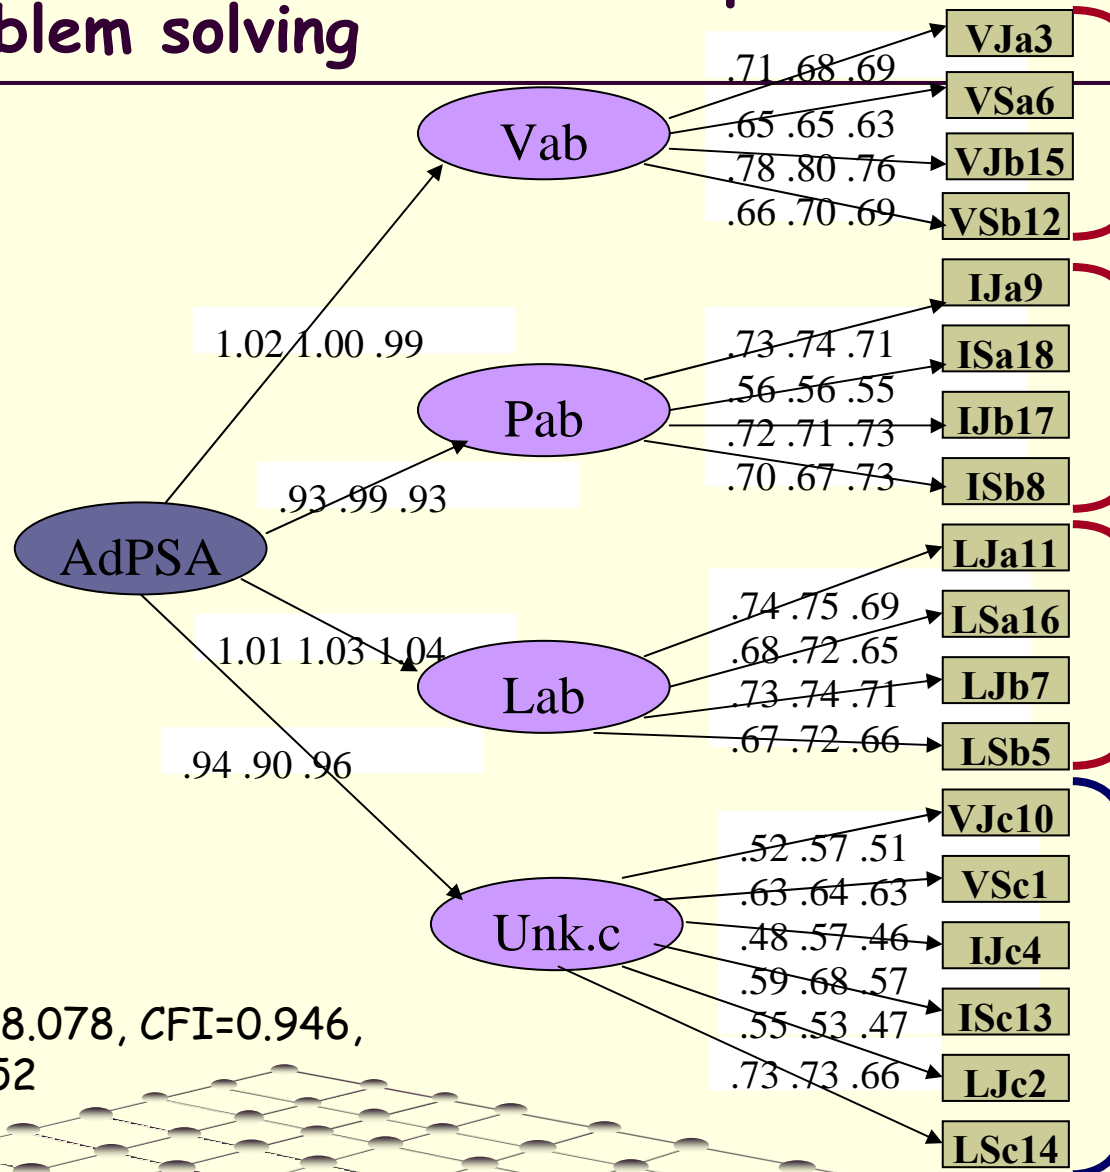 blem solving
VJa3
.71 .68 .69
VSa6
Vab
.65 .65 .63
VJb15
.78 .80 .76
.66 .70 .69
VSb12
IJa9
1.02 1.00 .99
.73 .74 .71
ISa18
.56 .56 .55
Pab
IJb17
.72 .71 .73
.70 .67 .73
ISb8
.93 .99 .93
AdPSA
LJa11
.74 .75 .69
LSa16
1.01 1.03 1.04
.68 .72 .65
Lab
LJb7
.73 .74 .71
.67 .72 .66
LSb5
.94 .90 .96
VJc10
.52 .57 .51
VSc1
.63 .64 .63
Unk.c
.48 .57 .46
IJc4
.59 .68 .57
ISc13
.55 .53 .47
8.078, CFI=0.946,
52
.73 .73 .66
LJc2
LSc14